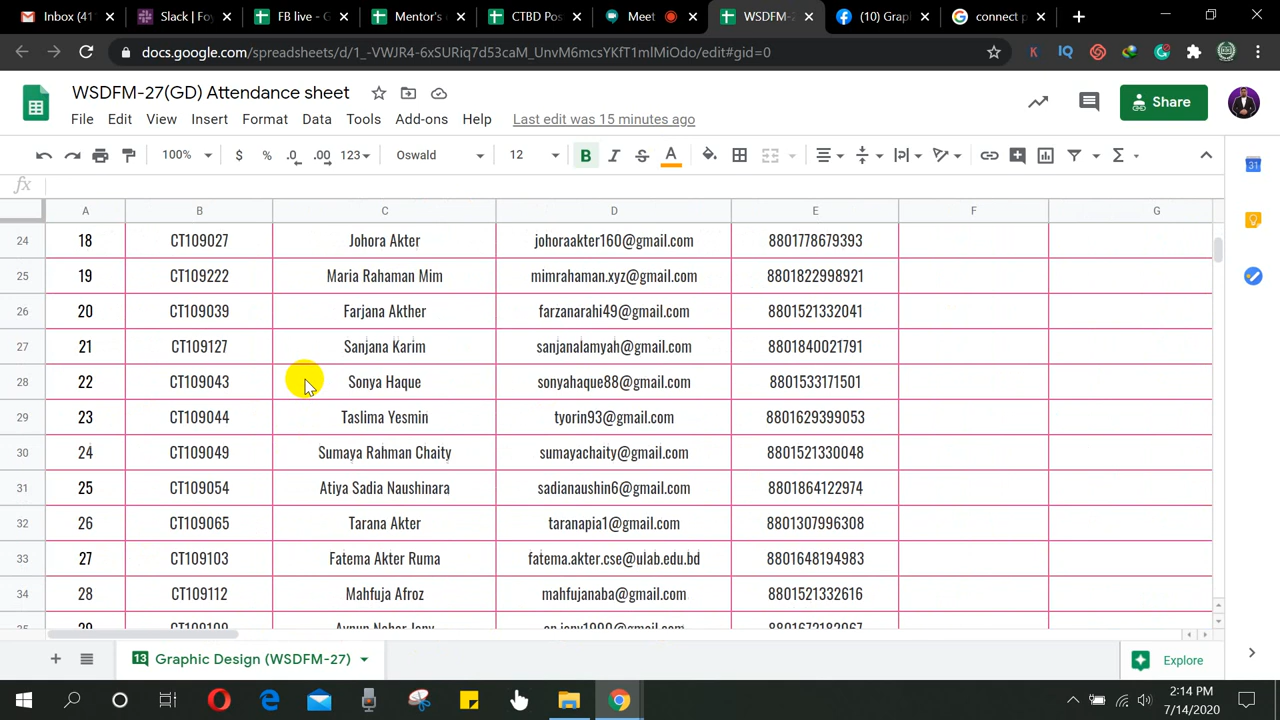 Inbox (41
Slack | Fo
FB live - G
Mentor's
CTBD Pos
Meet
WSDFM-2
(10) Grap
connect p
docs.google.com/spreadsheets/d/1_-VWJR4-6xSURiq7d53caM_UnvM6mcsYKfT1mlMiOdo/edit#gid=0
WSDFM-27(GD) Attendance sheet
Share
File Edit View Insert Format Data Tools Add-ons Help Last edit was 15 minutes ago
100% $ % .0 .00 123 Oswald 12 B I S A
fx
A B C D E F G
24 18 CT109027 Johora Akter johoraakter160@gmail.com 8801778679393
25 19 CT109222 Maria Rahaman Mim mimrahaman.xyz@gmail.com 8801822998921
26 20 CT109039 Farjana Akther farzanarahi49@gmail.com 8801521332041
27 21 CT109127 Sanjana Karim sanjanalamyah@gmail.com 8801840021791
28 22 CT109043 Sonya Haque sonyahaque88@gmail.com 8801533171501
29 23 CT109044 Taslima Yesmin tyorin93@gmail.com 8801629399053
30 24 CT109049 Sumaya Rahman Chaity sumayachaity@gmail.com 8801521330048
31 25 CT109054 Atiya Sadia Naushinara sadianaushin6@gmail.com 8801864122974
32 26 CT109065 Tarana Akter taranapia1@gmail.com 8801307996308
33 27 CT109103 Fatema Akter Ruma fatema.akter.cse@ulab.edu.bd 8801648194983
34 28 CT109112 Mahfuja Afroz mahfujanaba@gmail.com 8801521332616
13 Graphic Design (WSDFM-27)
Explore
2:14 PM
7/14/2020